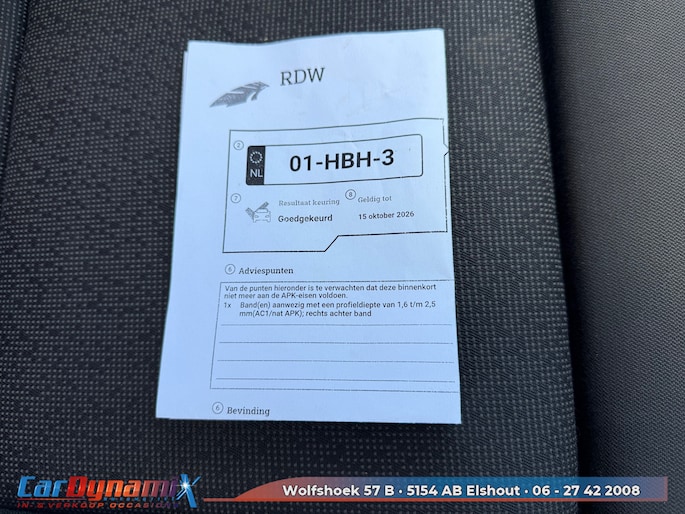 RDW
2
NL
01-HBH-3
7
Resultaat keuring
8
Geldig tot
Goedgekeurd
15 oktober 2026
6 Adviespunten
Van de punten hieronder is te verwachten dat deze binnenkort
niet meer aan de APK-eisen voldoen.
1x Band(en) aanwezig met een profieldiepte van 1,6 t/m 2,5
mm(AC1/nat APK); rechts achter band
6 Bevinding
CarDynamiX
IN & VERKOOP OCCASIONS
Wolfshoek 57 B • 5154 AB Elshout • 06 - 27 42 2008